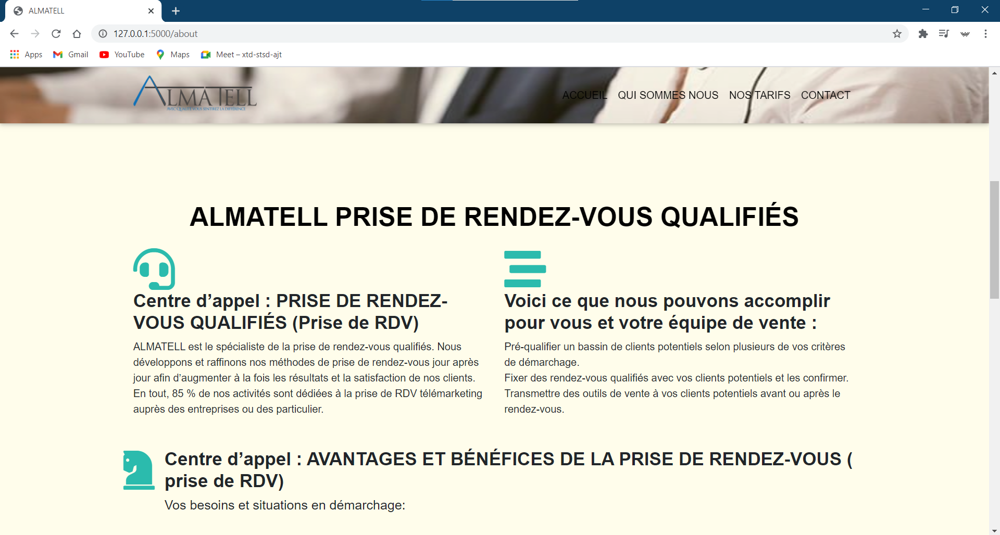 ALMATELL
127.0.0.1:5000/about
Apps Gmail YouTube Maps Meet – xtd-stsd-ajt
ALMATELL
AVEC QUALITÉ VOUS SENTIREZ LA DIFFÉRENCE
ACCUEIL QUI SOMMES NOUS NOS TARIFS CONTACT
ALMATELL PRISE DE RENDEZ-VOUS QUALIFIÉS
Centre d’appel : PRISE DE RENDEZ-
VOUS QUALIFIÉS (Prise de RDV)
ALMATELL est le spécialiste de la prise de rendez-vous qualifiés. Nous
développons et raffinons nos méthodes de prise de rendez-vous jour après
jour afin d’augmenter à la fois les résultats et la satisfaction de nos clients.
En tout, 85 % de nos activités sont dédiées à la prise de RDV télémarketing
auprès des entreprises ou des particulier.
Voici ce que nous pouvons accomplir
pour vous et votre équipe de vente :
Pré-qualifier un bassin de clients potentiels selon plusieurs de vos critères
de démarchage.
Fixer des rendez-vous qualifiés avec vos clients potentiels et les confirmer.
Transmettre des outils de vente à vos clients potentiels avant ou après le
rendez-vous.
Centre d’appel : AVANTAGES ET BÉNÉFICES DE LA PRISE DE RENDEZ-VOUS (
prise de RDV)
Vos besoins et situations en démarchage: